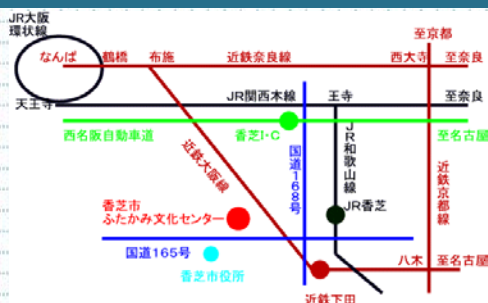 JR大阪
環状線
至京都
なんば
鶴橋
布施
近鉄奈良線
西大寺
至奈良
天王寺
JR関西本線
王寺
至奈良
西名阪自動車道
香芝I・C
至名古屋
近鉄大阪線
国道168号
JR和歌山線
近鉄京都線
香芝市
ふたかみ文化センター
JR香芝
国道165号
香芝市役所
八木
至名古屋
近鉄下田